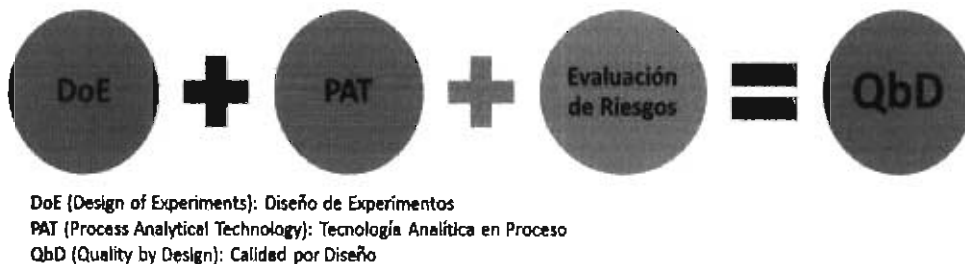 DoE
+
PAT
+
Evaluación
de Riesgos
=
QbD
DoE (Design of Experiments): Diseño de Experimentos
PAT (Process Analytical Technology): Tecnología Analítica en Proceso
QbD (Quality by Design): Calidad por Diseño